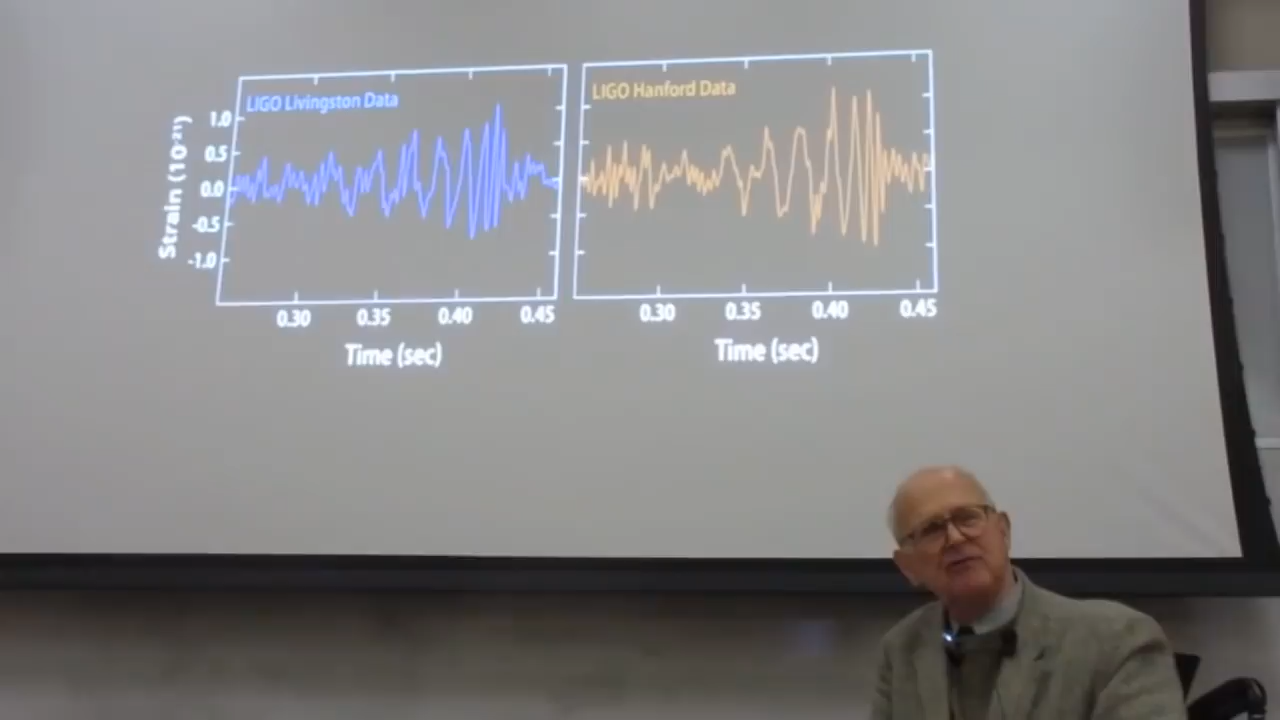 LIGO Livingston Data
LIGO Hanford Data
Strain (10⁻²¹)
1.0
0.5
0.0
-0.5
-1.0
0.30 0.35 0.40 0.45
0.30 0.35 0.40 0.45
Time (sec)
Time (sec)